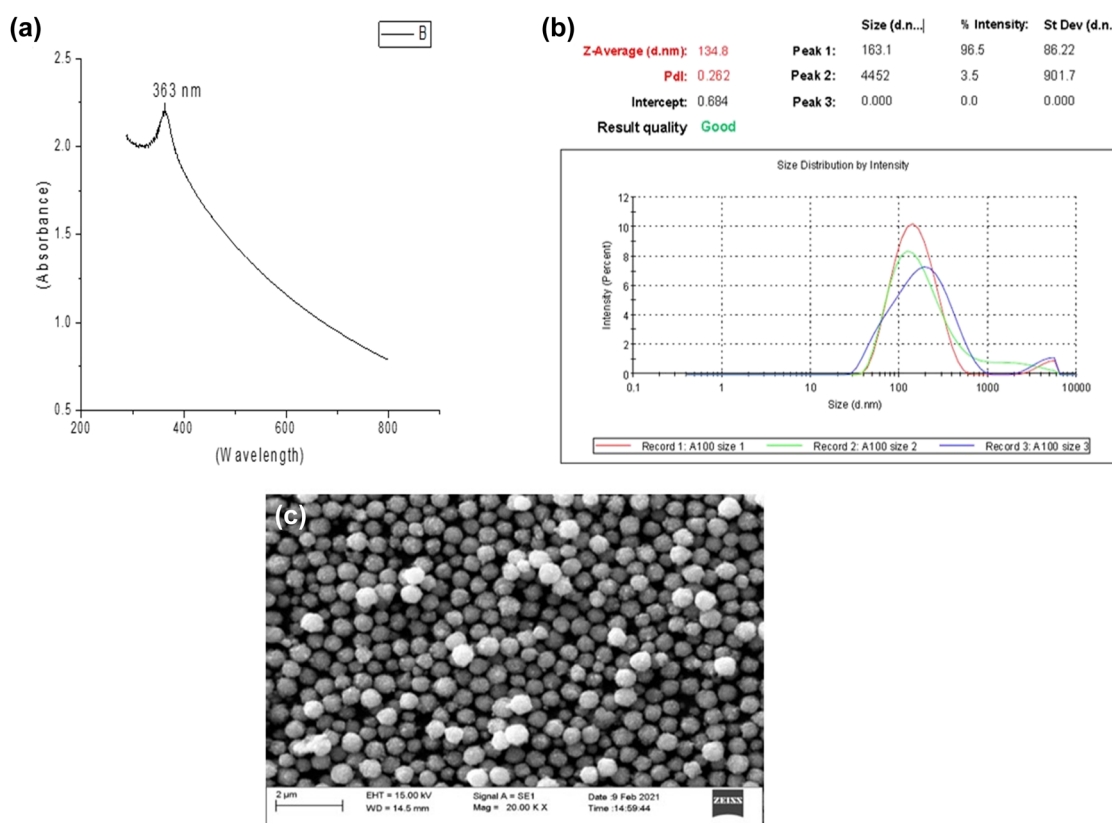 (a)
B
363 nm
2.5
2.0
1.5
1.0
0.5
200 400 600 800
(Absorbance)
(Wavelength)
(b)
Size (d.n... % Intensity: St Dev (d.n...
Z-Average (d.nm): 134.8 Peak 1: 163.1 96.5 86.22
PdI: 0.262 Peak 2: 4452 3.5 901.7
Intercept: 0.684 Peak 3: 0.000 0.0 0.000
Result quality Good
Size Distribution by Intensity
12
10
8
6
4
2
0
Intensity (Percent)
0.1 1 10 100 1000 10000
Size (d.nm)
Record 1: A100 size 1 Record 2: A100 size 2 Record 3: A100 size 3
(c)
2 µm EHT = 15.00 kV Signal A = SE1 Date :9 Feb 2021 ZEISS
WD = 14.5 mm Mag = 20.00 K X Time :14:59:44